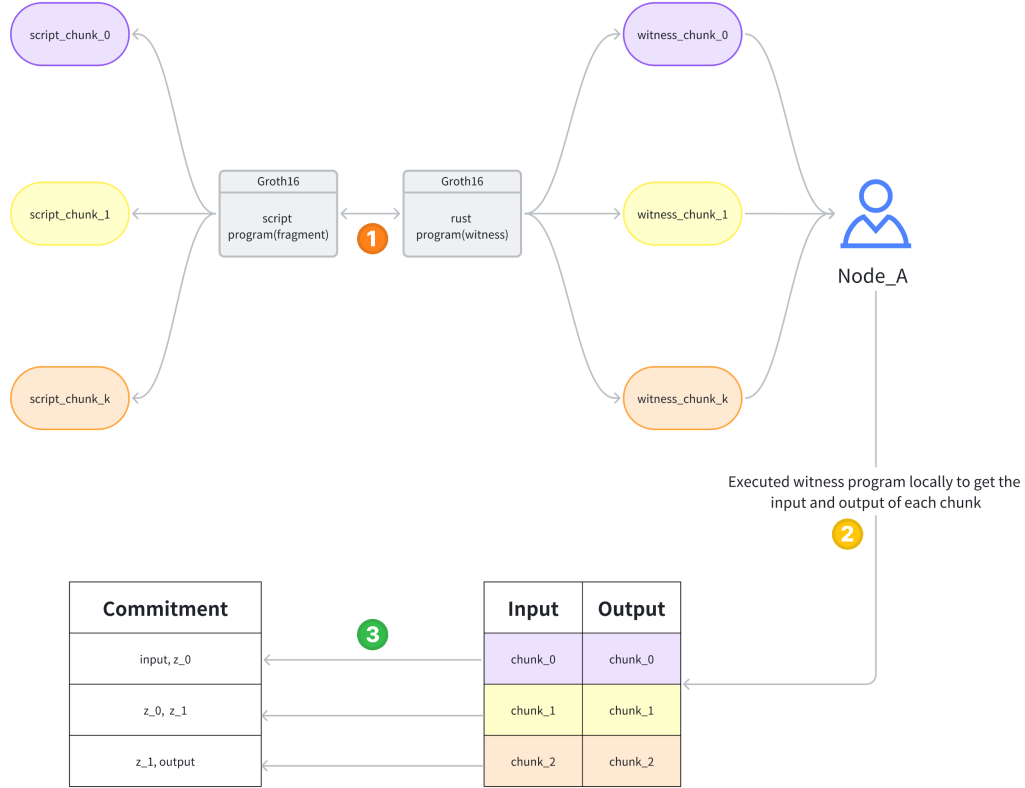 script_chunk_0
witness_chunk_0
Groth16
script
program(fragment)
Groth16
rust
program(witness)
script_chunk_1
witness_chunk_1
1
Node_A
script_chunk_k
witness_chunk_k
Executed witness program locally to get the
input and output of each chunk
2
Commitment
input, z_0
z_0, z_1
z_1, output
3
Input Output
chunk_0 chunk_0
chunk_1 chunk_1
chunk_2 chunk_2